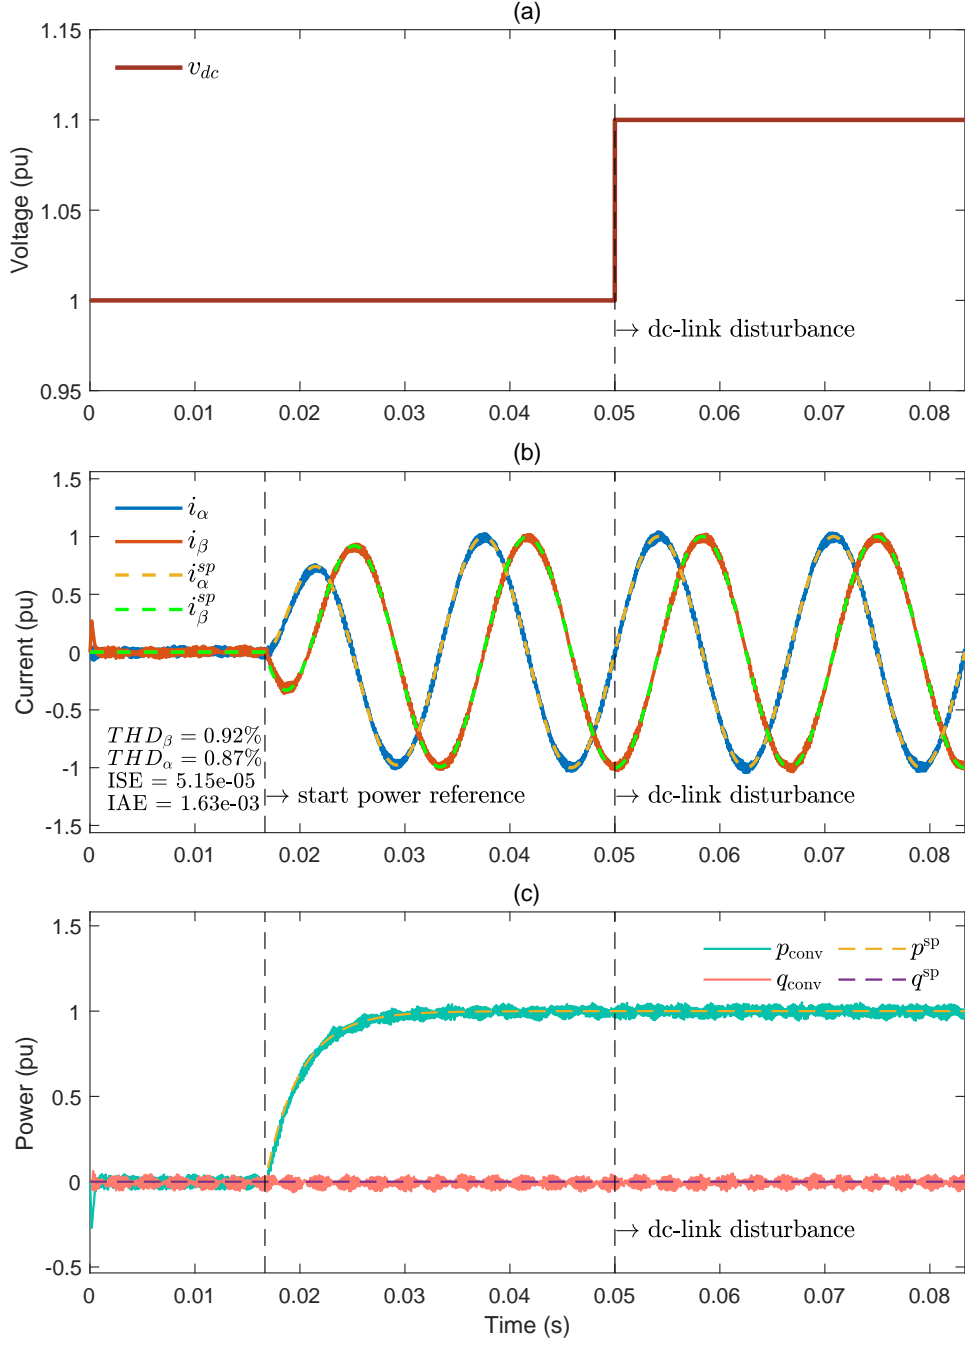 (a)
1.15
1.1
1.05
1
0.95
Voltage (pu)
v_dc
→ dc-link disturbance
0 0.01 0.02 0.03 0.04 0.05 0.06 0.07 0.08
(b)
1.5
1
0.5
0
-0.5
-1
-1.5
Current (pu)
i_α
i_β
i_α^sp
i_β^sp
THD_β = 0.92%
THD_α = 0.87%
ISE = 5.15e-05
IAE = 1.63e-03
→ start power reference
→ dc-link disturbance
0 0.01 0.02 0.03 0.04 0.05 0.06 0.07 0.08
(c)
1.5
1
0.5
0
-0.5
Power (pu)
p_conv p^sp
q_conv q^sp
→ dc-link disturbance
0 0.01 0.02 0.03 0.04 0.05 0.06 0.07 0.08
Time (s)